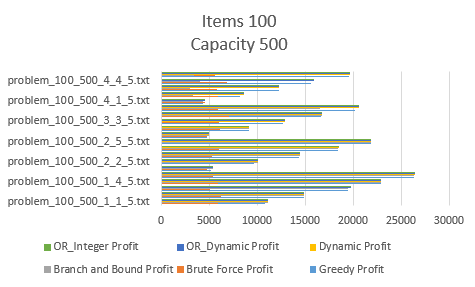 Items 100
Capacity 500
problem_100_500_4_4_5.txt
problem_100_500_4_1_5.txt
problem_100_500_3_3_5.txt
problem_100_500_2_5_5.txt
problem_100_500_2_2_5.txt
problem_100_500_1_4_5.txt
problem_100_500_1_1_5.txt
0 5000 10000 15000 20000 25000 30000
OR_Integer Profit OR_Dynamic Profit Dynamic Profit
Branch and Bound Profit Brute Force Profit Greedy Profit